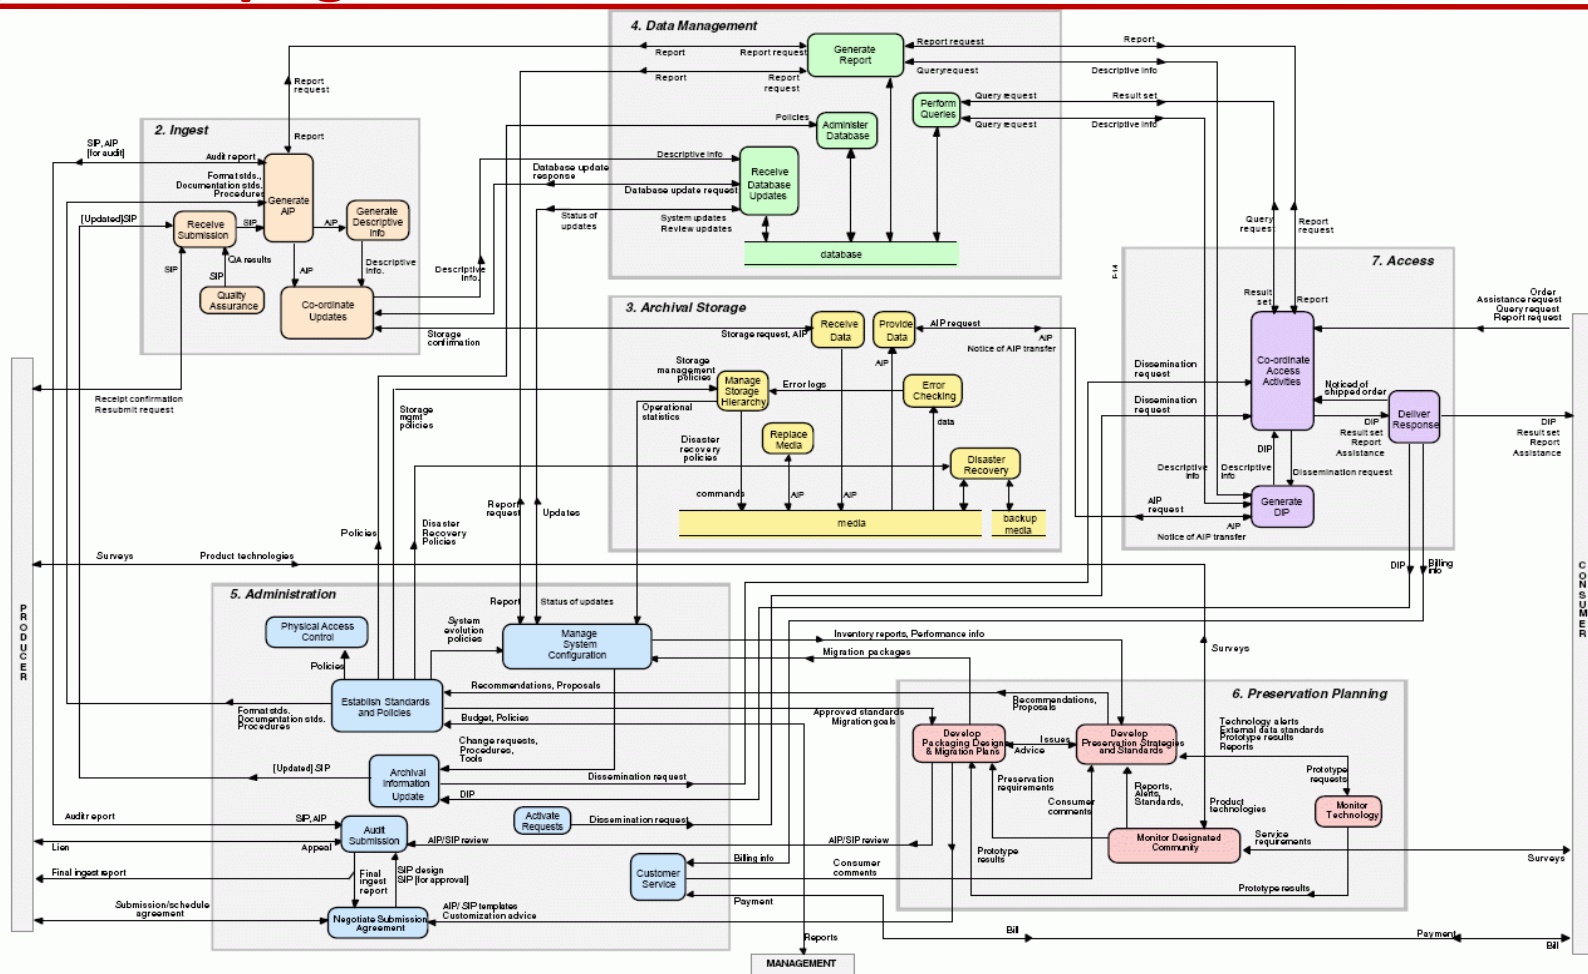 4. Data Management
Generate
Report
Report
Report request
Report
Report
request
Report request
Report
Queryrequest
Descriptive info
Perform
Queries
Query request
Result set
Query request
Descriptive info
Policies
Administer
Database
Descriptive info
Database update
response
Database update request
Receive
Database
Updates
Status of
updates
System updates
Review updates
database
Report
request
Report
2. Ingest
SIP, AIP
[for audit]
Audit report
Format stds.,
Documentation stds.
Procedures
Generate
AIP
[Updated]SIP
Receive
Submission
SIP
AIP
Generate
Descriptive
Info
QA results
SIP
SIP
AIP
Descriptive
Info.
Quality
Assurance
Co-ordinate
Updates
Descriptive
Info.
Storage
confirmation
3. Archival Storage
Storage request, AIP
Receive
Data
Provide
Data
AIP request
AIP
Notice of AIP transfer
AIP
Storage
management
policies
Manage
Storage
Hierarchy
Error logs
Error
Checking
Operational
statistics
data
Replace
Media
Disaster
recovery
policies
Disaster
Recovery
commands
AIP
AIP
media
backup
media
Query
request
Report
request
F-14
7. Access
Result
set
Report
Order
Assistance request
Query request
Report request
Co-ordinate
Access
Activities
Dissemination
request
Dissemination
request
Noticed of
shipped order
Deliver
Response
DIP
Result set
Report
Assistance
DIP
Result set
Report
Assistance
DIP
Descriptive
info
Descriptive
info
Dissemination request
Generate
DIP
AIP
request
AIP
Notice of AIP transfer
DIP
Billing
info
Receipt confirmation
Resubmit request
Storage
mgmt
policies
Report
request
Updates
Policies
Disaster
Recovery
Policies
Surveys
Product technologies
PRODUCER
CONSUMER
5. Administration
Physical Access
Control
Policies
System
evolution
policies
Report
Status of updates
Manage
System
Configuration
Inventory reports, Performance info
Migration packages
Surveys
Establish Standards
and Policies
Recommendations, Proposals
Format stds.
Documentation stds.
Procedures
Budget, Policies
Change requests,
Procedures,
Tools
Approved standards
Migration goals
[Updated] SIP
Archival
Information
Update
Dissemination request
DIP
Activate
Requests
Dissemination request
Audit report
SIP, AIP
Audit
Submission
Lien
Appeal
AIP/SIP review
AIP/SIP review
Final ingest report
Final
ingest
report
SIP design
SIP [for approval]
Customer
Service
Billing info
Consumer
comments
Payment
Submission/schedule
agreement
Negotiate Submission
Agreement
AIP/ SIP templates
Customization advice
Reports
MANAGEMENT
6. Preservation Planning
Recommendations,
Proposals
Develop
Packaging Designs
& Migration Plans
Issues
Advice
Develop
Preservation Strategies
and Standards
Technology alerts
External data standards
Prototype results
Reports
Prototype
requests
Preservation
requirements
Consumer
comments
Reports,
Alerts,
Standards,
Product
technologies
Monitor
Technology
Monitor Designated
Community
Service
requirements
Prototype
results
Prototype results
Surveys
Bill
Payment
Bill